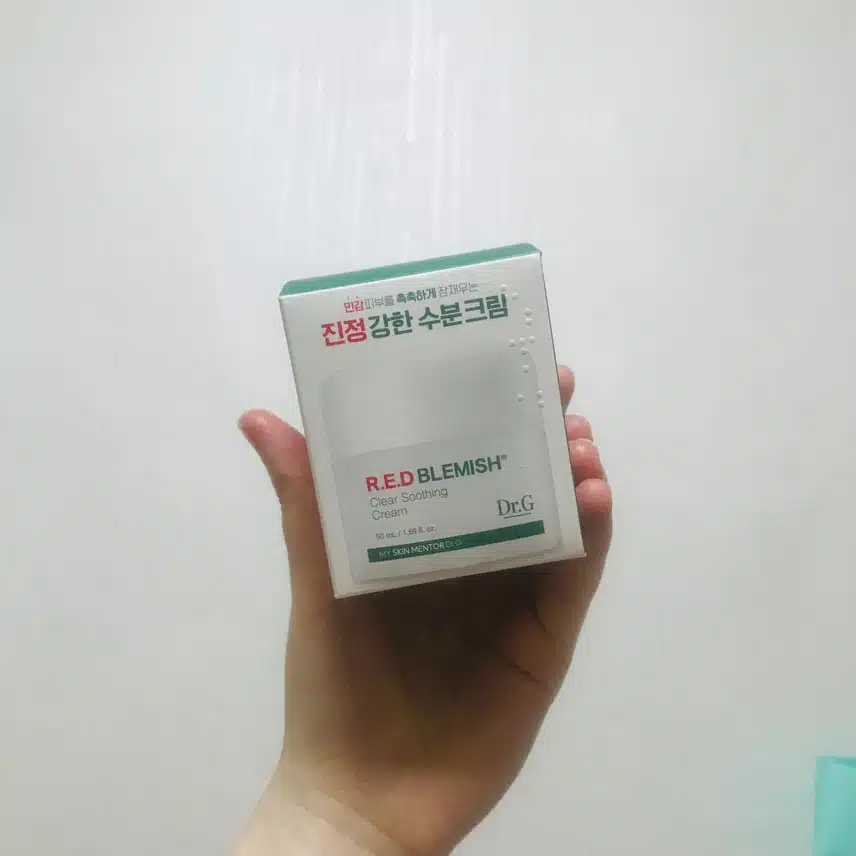 민감피부를 촉촉하게 잠재우는
진정 강한 수분크림
R.E.D BLEMISH®
Clear Soothing
Cream
Dr.G
50 mL / 1.69 fl. oz.
MY SKIN MENTOR Dr.G